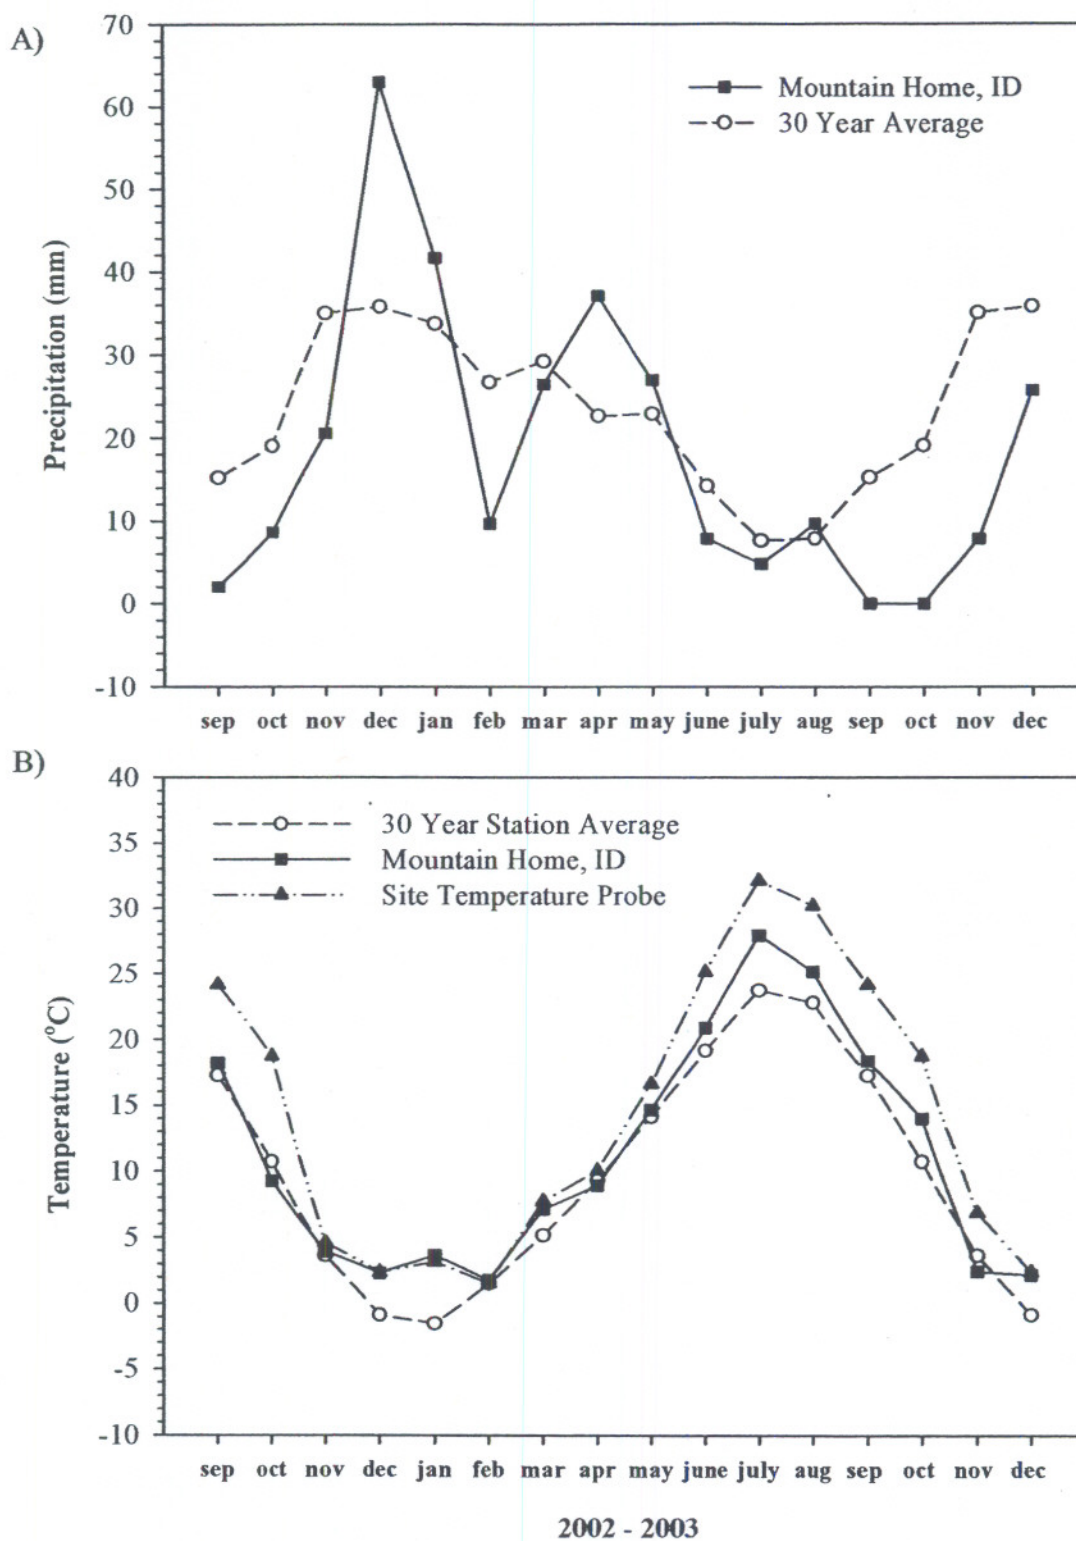 A)
70
60
50
40
30
20
10
0
-10
Precipitation (mm)
Mountain Home, ID
30 Year Average
sep oct nov dec jan feb mar apr may june july aug sep oct nov dec
B)
40
35
30
25
20
15
10
5
0
-5
-10
Temperature (°C)
30 Year Station Average
Mountain Home, ID
Site Temperature Probe
sep oct nov dec jan feb mar apr may june july aug sep oct nov dec
2002 - 2003